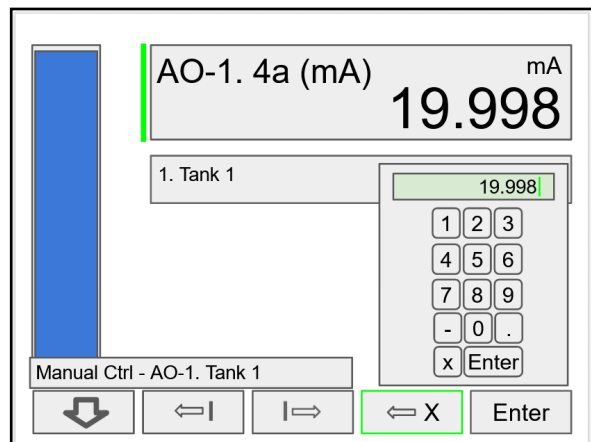 AO-1. 4a (mA)
mA
19.998
1. Tank 1
19.998
1 2 3
4 5 6
7 8 9
- 0 .
x Enter
Manual Ctrl - AO-1. Tank 1
X Enter